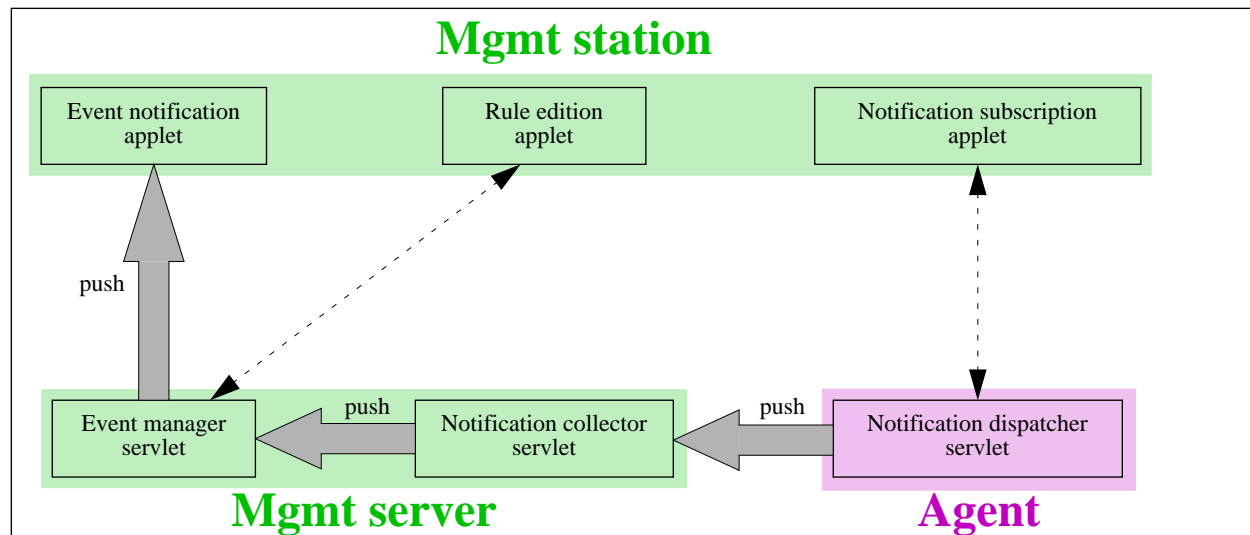 Mgmt station
Event notification
applet
Rule edition
applet
Notification subscription
applet
push
push
push
Event manager
servlet
Notification collector
servlet
Notification dispatcher
servlet
Mgmt server
Agent